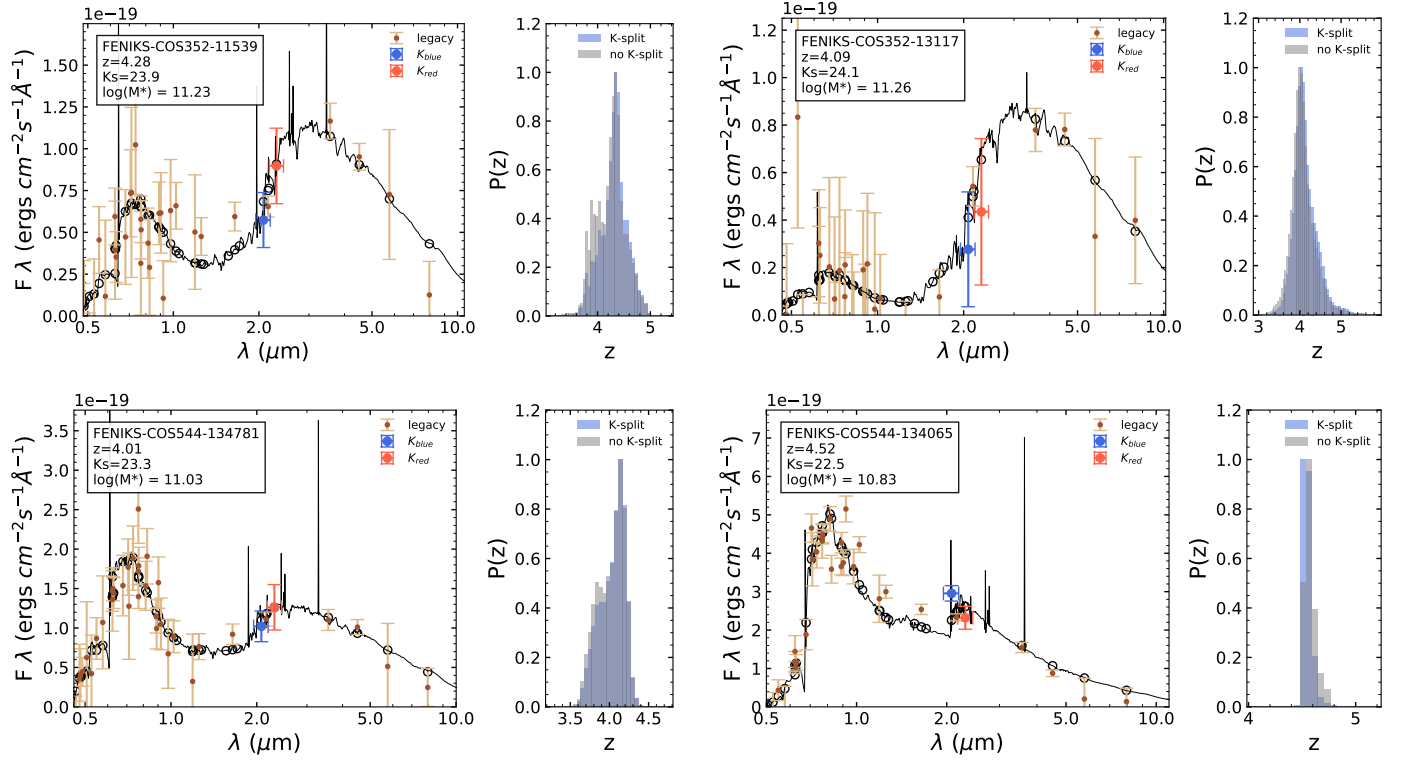 1e−19
FENIKS-COS352-11539
z=4.28
Ks=23.9
log(M*) = 11.23
legacy
K_blue
K_red
F λ (ergs cm−2s−1Å−1)
1.50
1.25
1.00
0.75
0.50
0.25
0.00
0.5 1.0 2.0 5.0 10.0
λ (μm)
K-split
no K-split
P(z)
1.2
1.0
0.8
0.6
0.4
0.2
0.0
4 5
z
1e−19
FENIKS-COS352-13117
z=4.09
Ks=24.1
log(M*) = 11.26
legacy
K_blue
K_red
F λ (ergs cm−2s−1Å−1)
1.2
1.0
0.8
0.6
0.4
0.2
0.0
0.5 1.0 2.0 5.0 10.0
λ (μm)
K-split
no K-split
P(z)
1.2
1.0
0.8
0.6
0.4
0.2
0.0
3 4 5
z
1e−19
FENIKS-COS544-134781
z=4.01
Ks=23.3
log(M*) = 11.03
legacy
K_blue
K_red
F λ (ergs cm−2s−1Å−1)
3.5
3.0
2.5
2.0
1.5
1.0
0.5
0.0
0.5 1.0 2.0 5.0 10.0
λ (μm)
K-split
no K-split
P(z)
1.2
1.0
0.8
0.6
0.4
0.2
0.0
3.5 4.0 4.5
z
1e−19
FENIKS-COS544-134065
z=4.52
Ks=22.5
log(M*) = 10.83
legacy
K_blue
K_red
F λ (ergs cm−2s−1Å−1)
7
6
5
4
3
2
1
0
0.5 1.0 2.0 5.0 10.0
λ (μm)
K-split
no K-split
P(z)
1.2
1.0
0.8
0.6
0.4
0.2
0.0
4 5
z